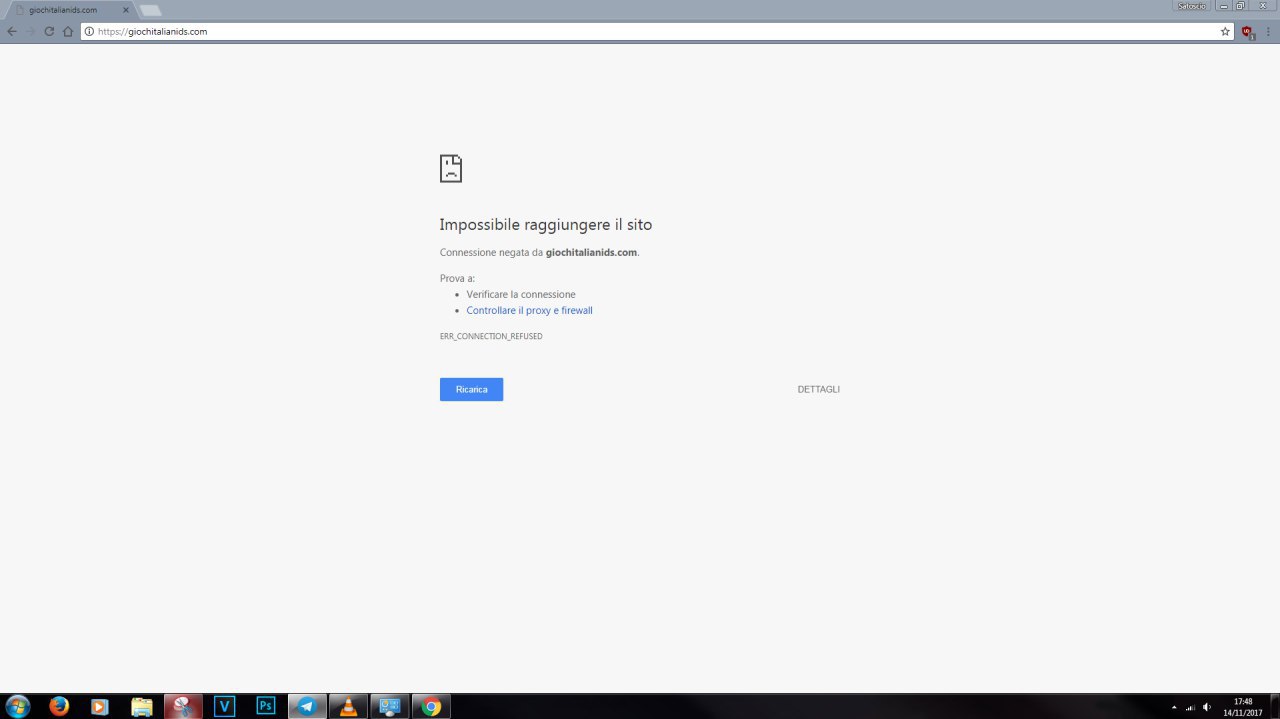 giochitalianids.com
Satoscio
https://giochitalianids.com
Impossibile raggiungere il sito
Connessione negata da giochitalianids.com.
Prova a:
• Verificare la connessione
• Controllare il proxy e firewall
ERR_CONNECTION_REFUSED
Ricarica
DETTAGLI
V
Ps
17:48
14/11/2017